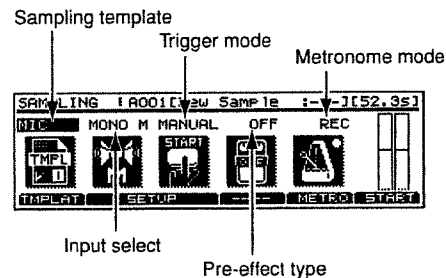 Sampling template
Trigger mode
Metronome mode
SAMPLING A001[New Sample :---][52.3s]
MIC MONO M MANUAL OFF REC
START
TMPL
TMPLAT SETUP METRO START
Input select
Pre-effect type